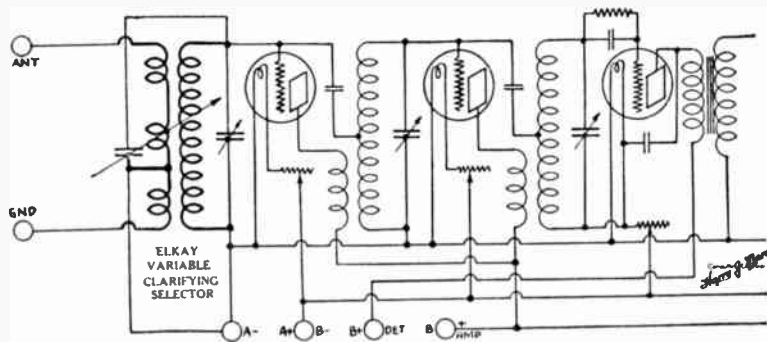 ANT
GND
ELKAY
VARIABLE
CLARIFYING
SELECTOR
A-
A+
B-
B+
DET
B
+
AMP